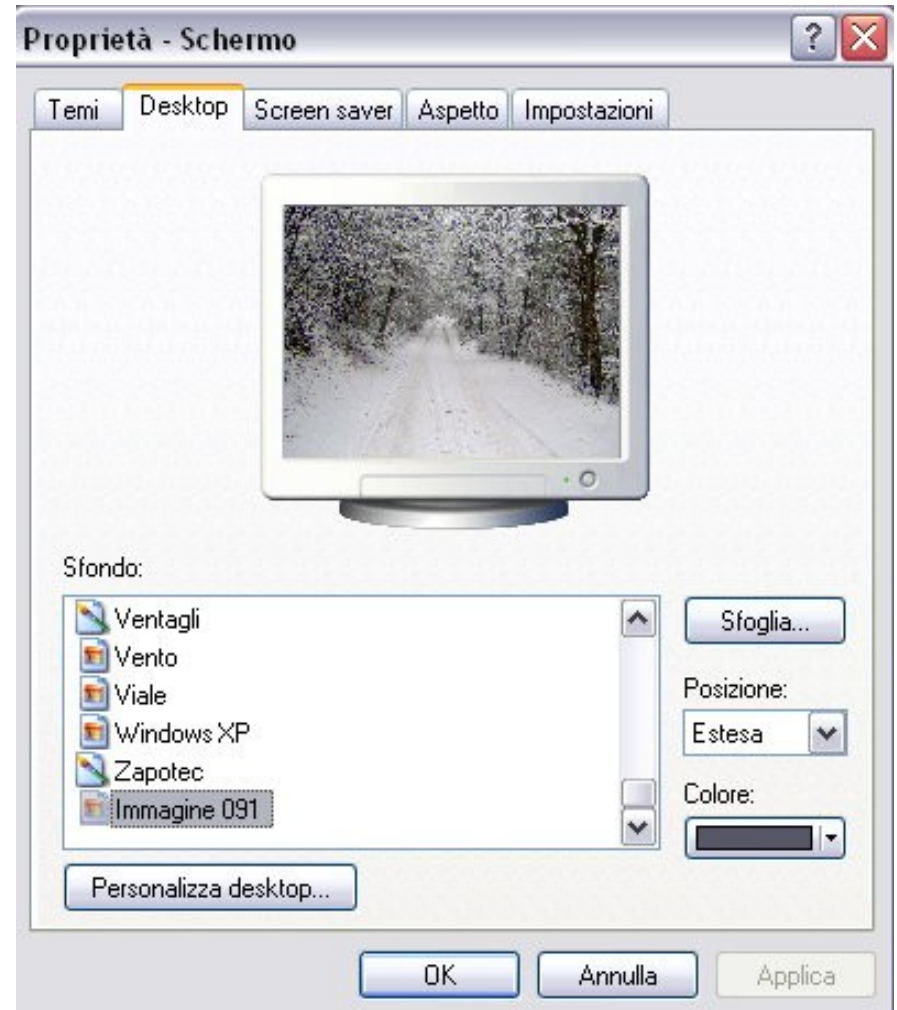 Proprietà - Schermo
?
Temi Desktop Screen saver Aspetto Impostazioni
Sfondo:
Ventagli
Vento
Viale
Windows XP
Zapotec
Immagine 091
Sfoglia...
Posizione:
Estesa
Colore:
Personalizza desktop...
OK Annulla Applica